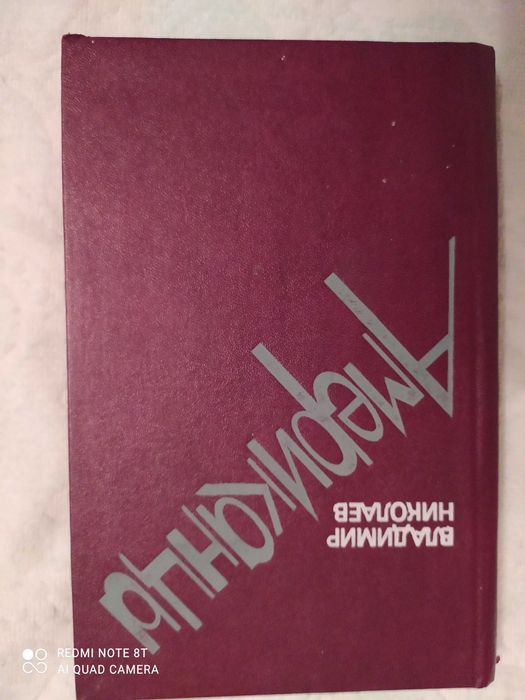 ВЛАДИМИР
НИКОЛАЕВ
Американцы
REDMI NOTE 8T
AI QUAD CAMERA